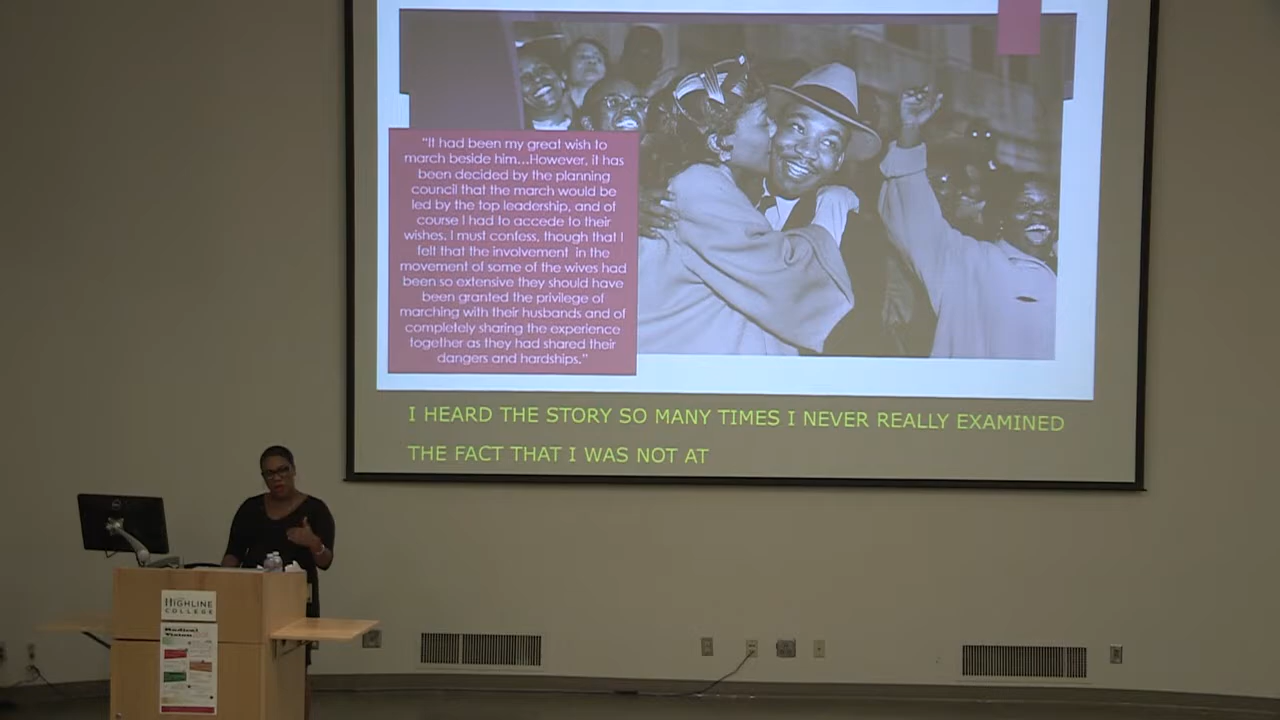 "It had been my great wish to
march beside him...However, it has
been decided by the planning
council that the march would be
led by the top leadership, and of
course I had to accede to their
wishes. I must confess, though that I
felt that the involvement in the
movement of some of the wives had
been so extensive they should have
been granted the privilege of
marching with their husbands and of
completely sharing the experience
together as they had shared their
dangers and hardships."
I HEARD THE STORY SO MANY TIMES I NEVER REALLY EXAMINED
THE FACT THAT I WAS NOT AT
HIGHLINE
COLLEGE
Radical
Vision